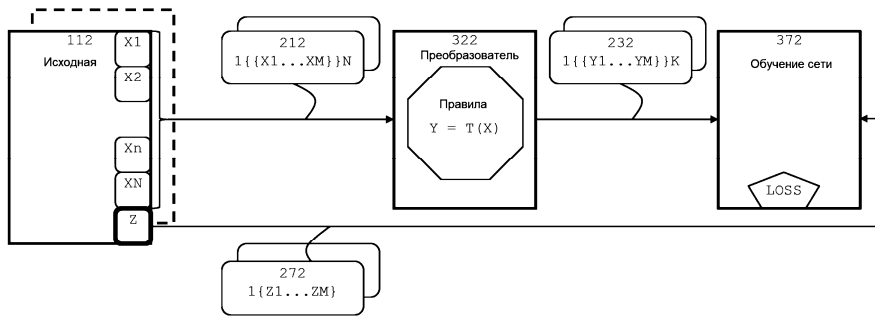 112
Исходная
X1
X2
Xn
XN
Z
212
1{{X1...XM}}N
322
Преобразователь
Правила
Y = T(X)
232
1{{Y1...YM}}K
372
Обучение сети
LOSS
272
1{Z1...ZM}